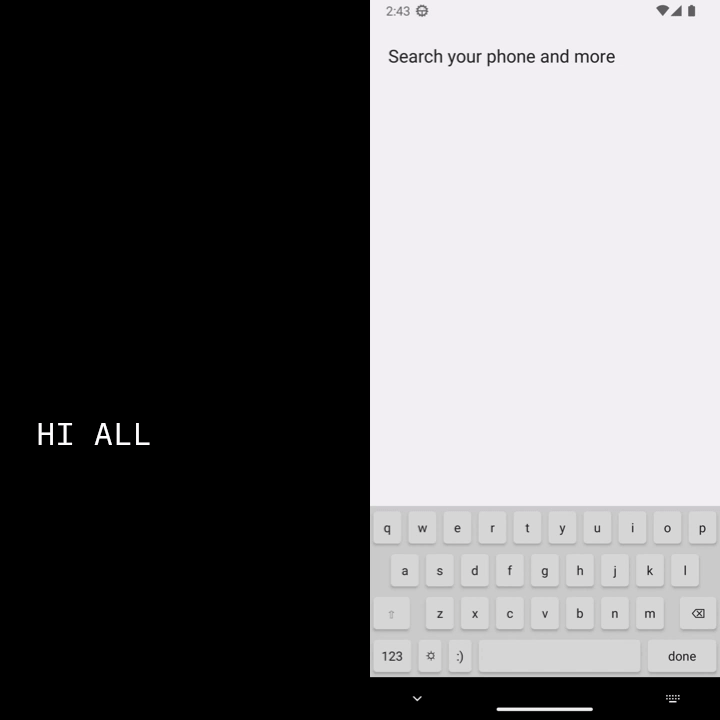 HI ALL
2:43
Search your phone and more
q w e r t y u i o p
a s d f g h j k l
z x c v b n m
123 :) done